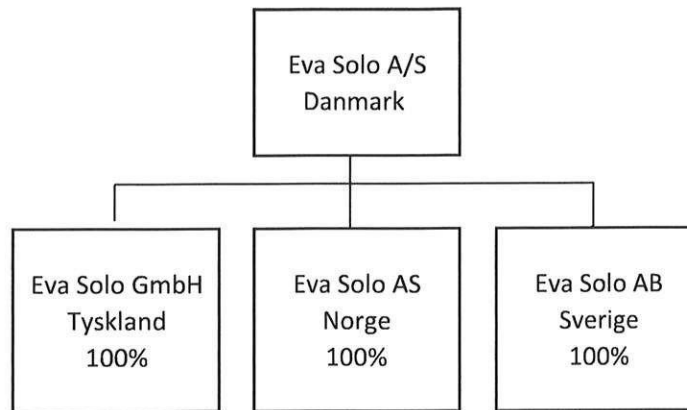 Eva Solo A/S
Danmark
Eva Solo GmbH
Tyskland
100%
Eva Solo AS
Norge
100%
Eva Solo AB
Sverige
100%